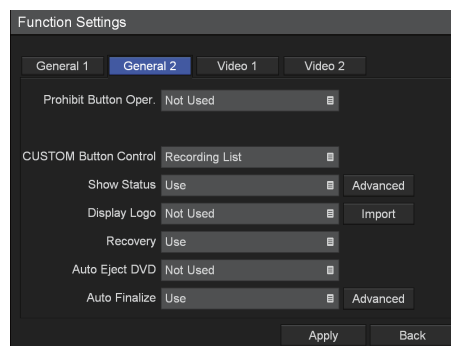 Function Settings
General 1 General 2 Video 1 Video 2
Prohibit Button Oper. Not Used
CUSTOM Button Control Recording List
Show Status Use Advanced
Display Logo Not Used Import
Recovery Use
Auto Eject DVD Not Used
Auto Finalize Use Advanced
Apply Back